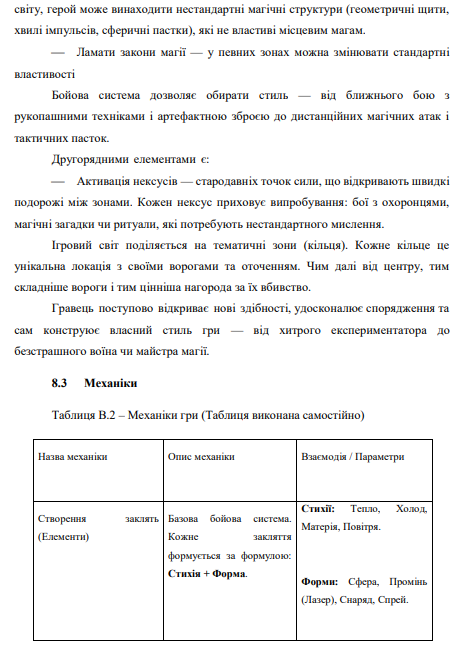 світу, герой може винаходити нестандартні магічні структури (геометричні щити,
хвилі імпульсів, сферичні пастки), які не властиві місцевим магам.
— Ламати закони магії — у певних зонах можна змінювати стандартні
властивості
Бойова система дозволяє обирати стиль — від ближнього бою з
рукопашними техніками і артефактною зброєю до дистанційних магічних атак і
тактичних пасток.
Другорядними елементами є:
— Активація нексусів — стародавніх точок сили, що відкривають швидкі
подорожі між зонами. Кожен нексус приховує випробування: бої з охоронцями,
магічні загадки чи ритуали, які потребують нестандартного мислення.
Ігровий світ поділяється на тематичні зони (кільця). Кожне кільце це
унікальна локація з своїми ворогами та оточенням. Чим далі від центру, тим
складніше вороги і тим цінніша нагорода за їх вбивство.
Гравець поступово відкриває нові здібності, удосконалює спорядження та
сам конструює власний стиль гри — від хитрого експериментатора до
безстрашного воїна чи майстра магії.
8.3 Механіки
Таблиця В.2 – Механіки гри (Таблиця виконана самостійно)
Назва механіки
Опис механіки
Взаємодія / Параметри
Створення заклять
(Елементи)
Базова бойова система.
Кожне закляття
формується за формулою:
Стихія + Форма.
Стихії: Тепло, Холод,
Матерія, Повітря.
Форми: Сфера, Промінь
(Лазер), Снаряд, Спрей.